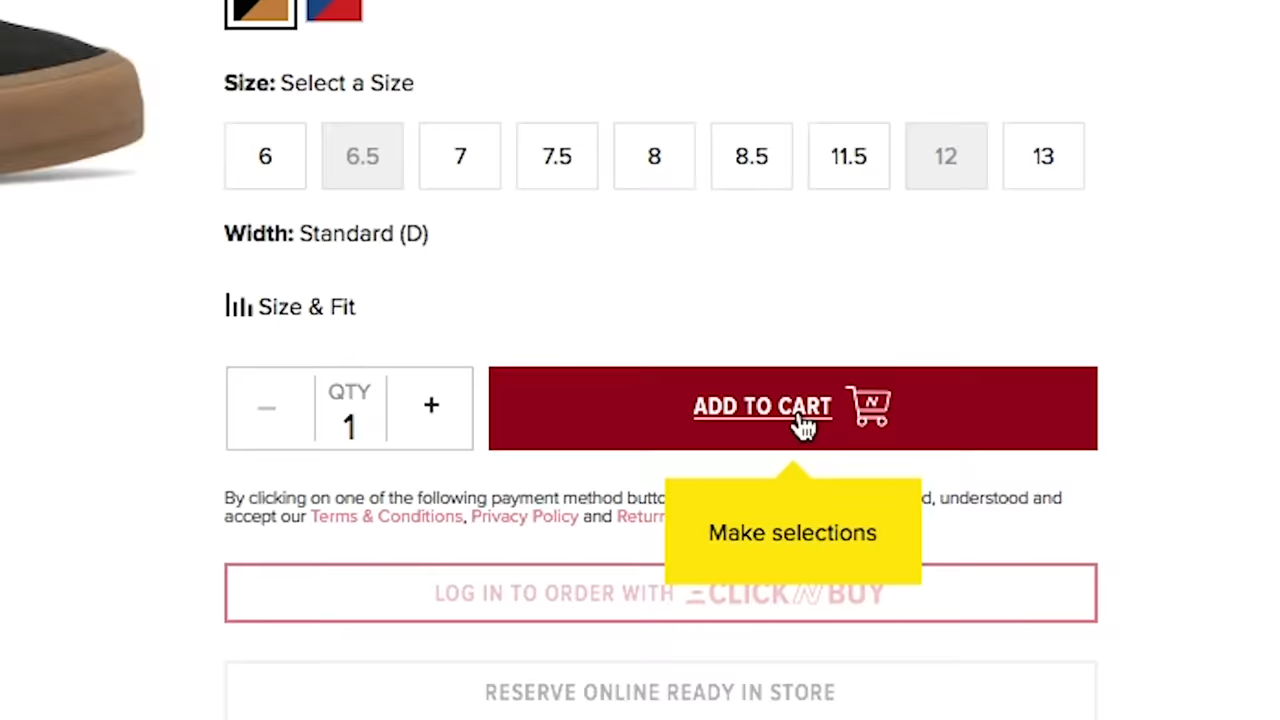 Size: Select a Size
6 6.5 7 7.5 8 8.5 11.5 12 13
Width: Standard (D)
Size & Fit
QTY
1
ADD TO CART
By clicking on one of the following payment method d, understood and
accept our Terms & Conditions, Privacy Policy and
Make selections
LOG IN TO ORDER WITH CLICK N BUY
RESERVE ONLINE READY IN STORE